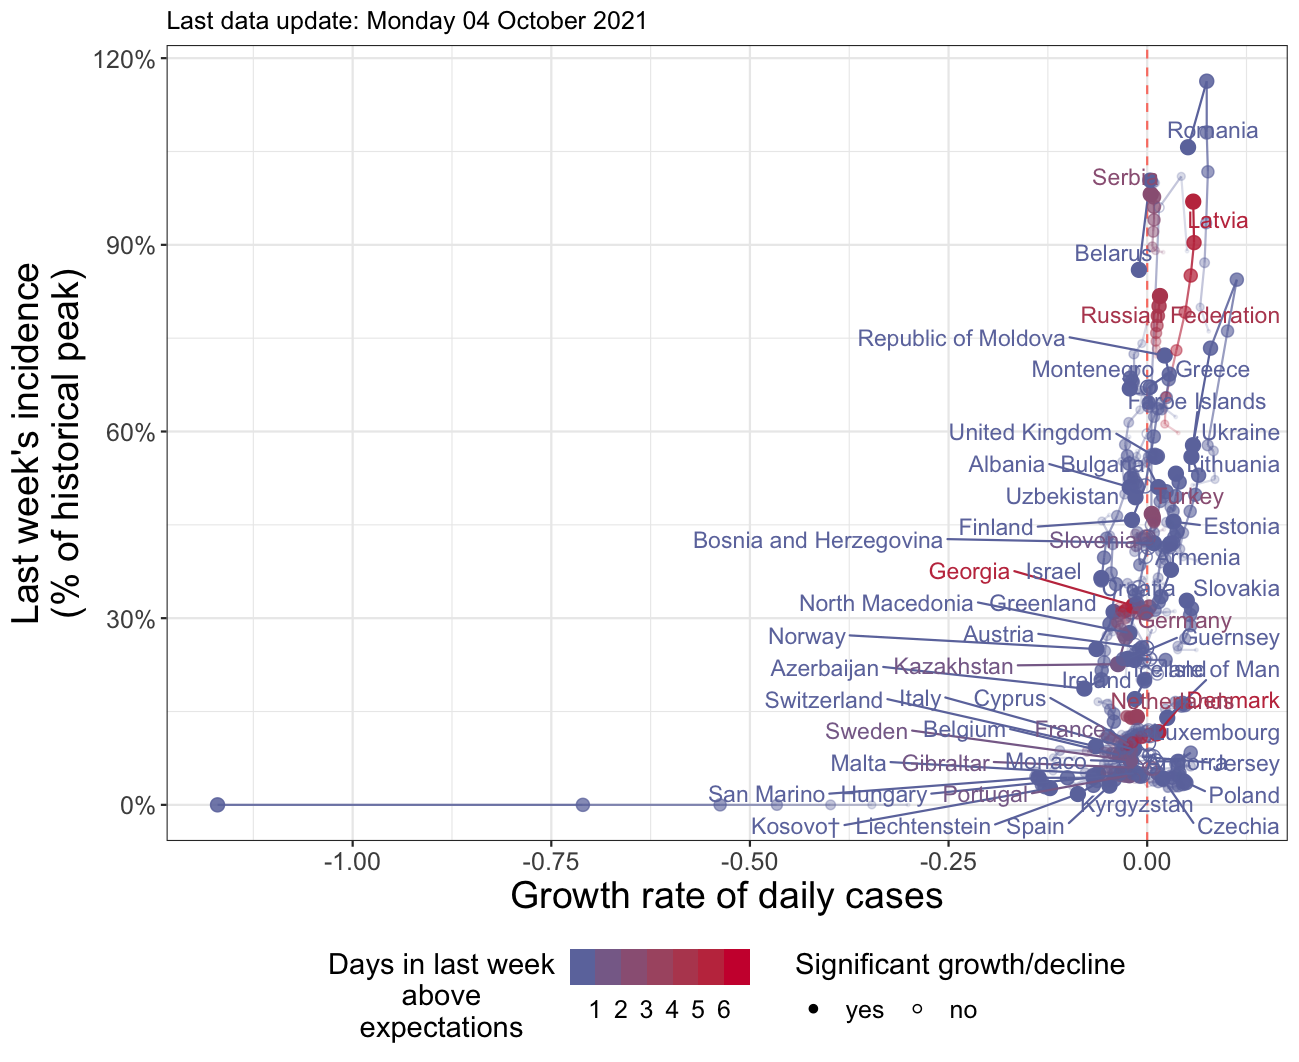 Last data update: Monday 04 October 2021
120%
90%
60%
30%
0%
Last week's incidence
(% of historical peak)
Romania
Serbia
Latvia
Belarus
Russian Federation
Republic of Moldova
Montenegro
Greece
Faroe Islands
United Kingdom
Ukraine
Albania
Bulgaria
Lithuania
Uzbekistan
Turkey
Finland
Estonia
Bosnia and Herzegovina
Slovenia
Armenia
Georgia
Israel
Croatia
Slovakia
North Macedonia
Greenland
Germany
Norway
Austria
Guernsey
Azerbaijan
Kazakhstan
Ireland
Iceland
Isle of Man
Switzerland
Italy
Cyprus
Netherlands
Denmark
Sweden
Belgium
France
Luxembourg
Malta
Gibraltar
Monaco
Andorra
Jersey
San Marino
Hungary
Portugal
Kyrgyzstan
Poland
Kosovo†
Liechtenstein
Spain
Czechia
-1.00
-0.75
-0.50
-0.25
0.00
Growth rate of daily cases
Days in last week
above
expectations
1 2 3 4 5 6
Significant growth/decline
yes
no